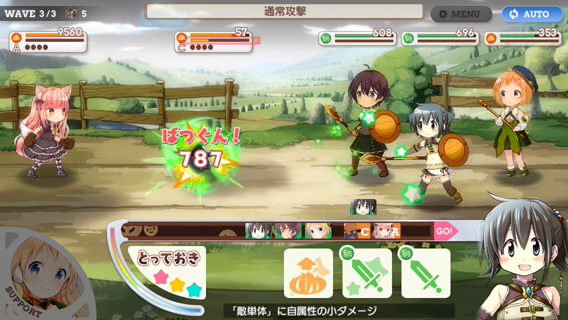 WAVE 3/3 5
通常攻撃
MENU
AUTO
9560
A
57
C
608
696
353
ばつぐん!
787
C A GO!
とっておき
SUPPORT
「敵単体」に自属性の小ダメージ